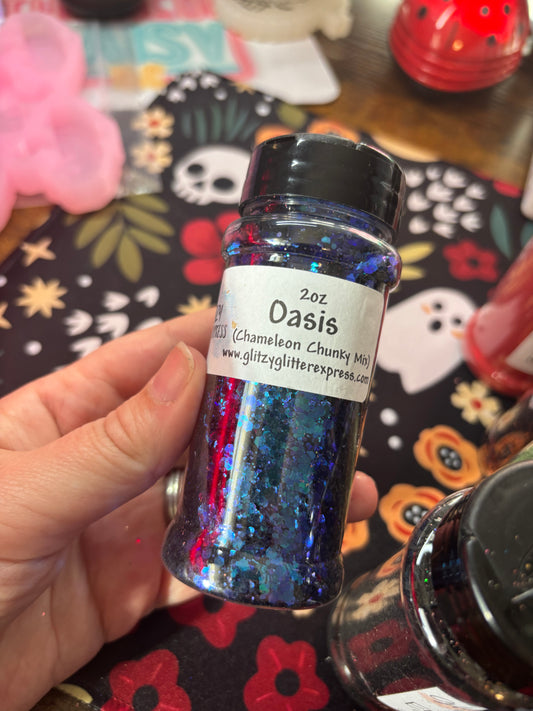 2oz
Oasis
(Chameleon Chunky Mix)
www.glitzyglitterexpress.com